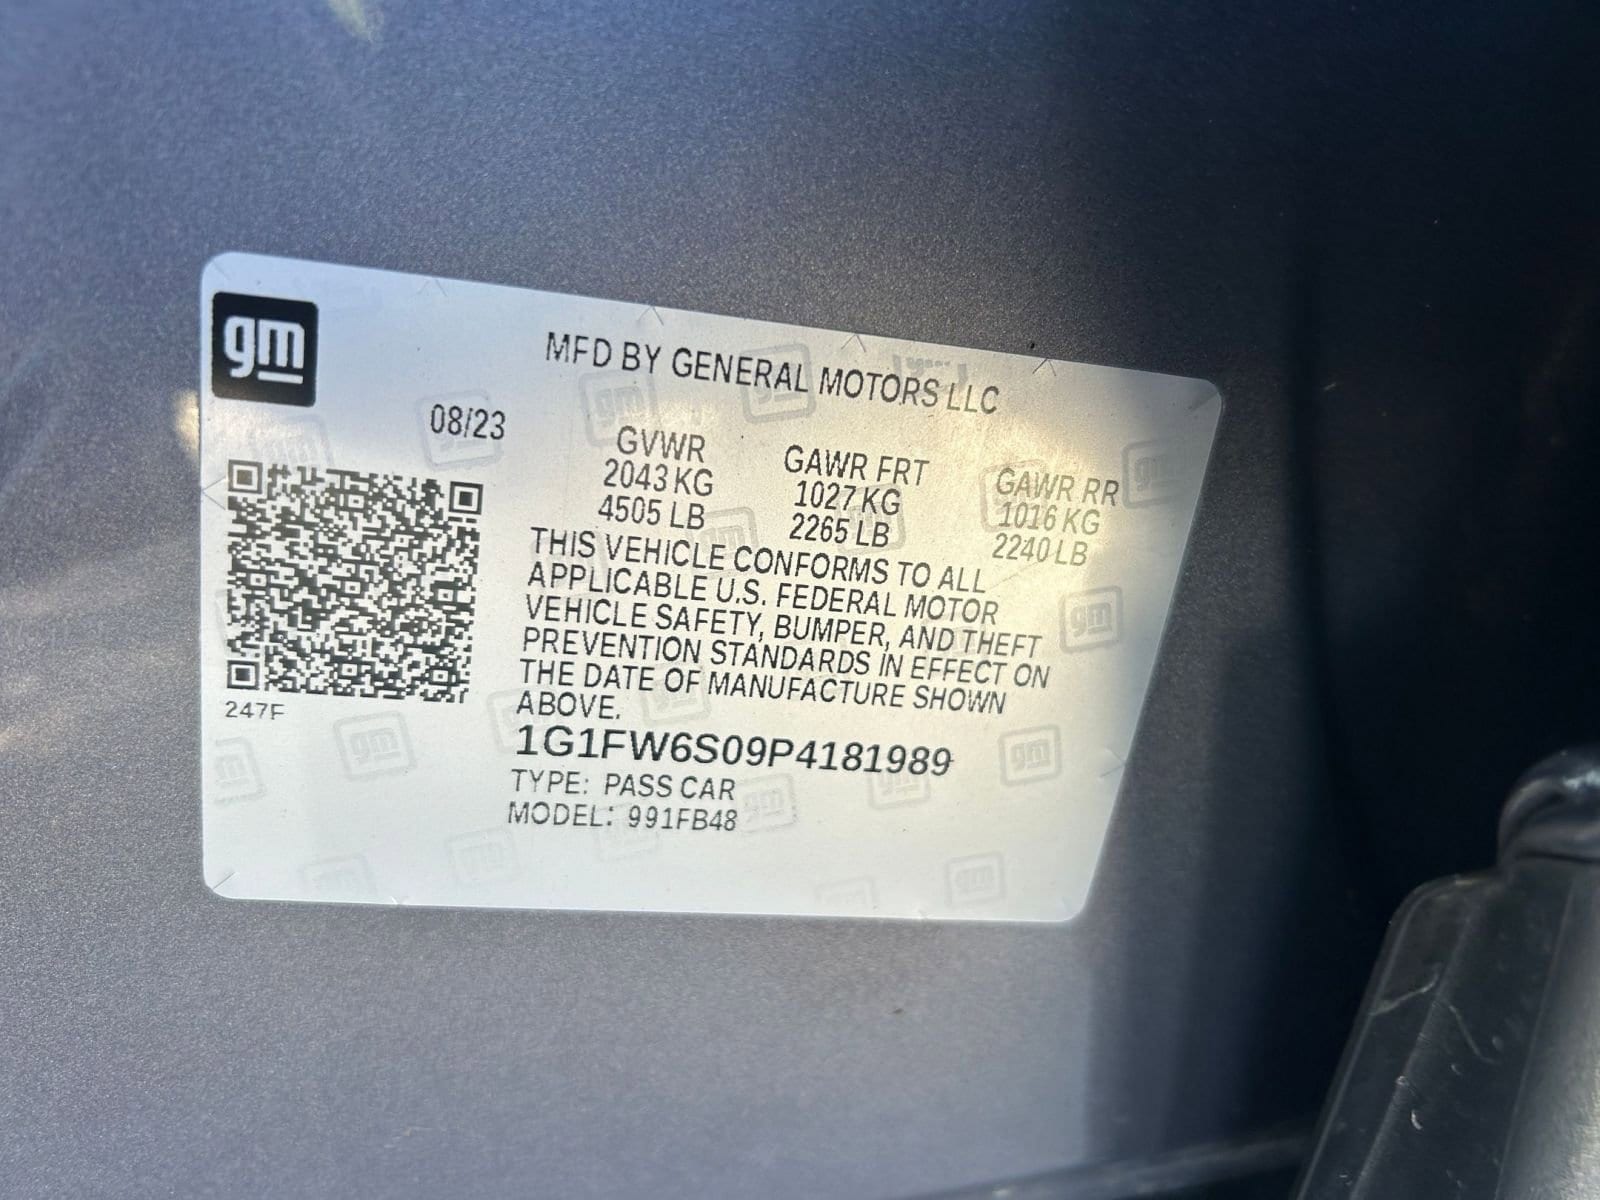 gm
MFD BY GENERAL MOTORS LLC
08/23
GVWR GAWR FRT GAWR RR
2043 KG 1027 KG 1016 KG
4505 LB 2265 LB 2240 LB
THIS VEHICLE CONFORMS TO ALL
APPLICABLE U.S. FEDERAL MOTOR
VEHICLE SAFETY, BUMPER, AND THEFT
PREVENTION STANDARDS IN EFFECT ON
THE DATE OF MANUFACTURE SHOWN
ABOVE.
247F
1G1FW6S09P4181989
TYPE: PASS CAR
MODEL: 991FB48